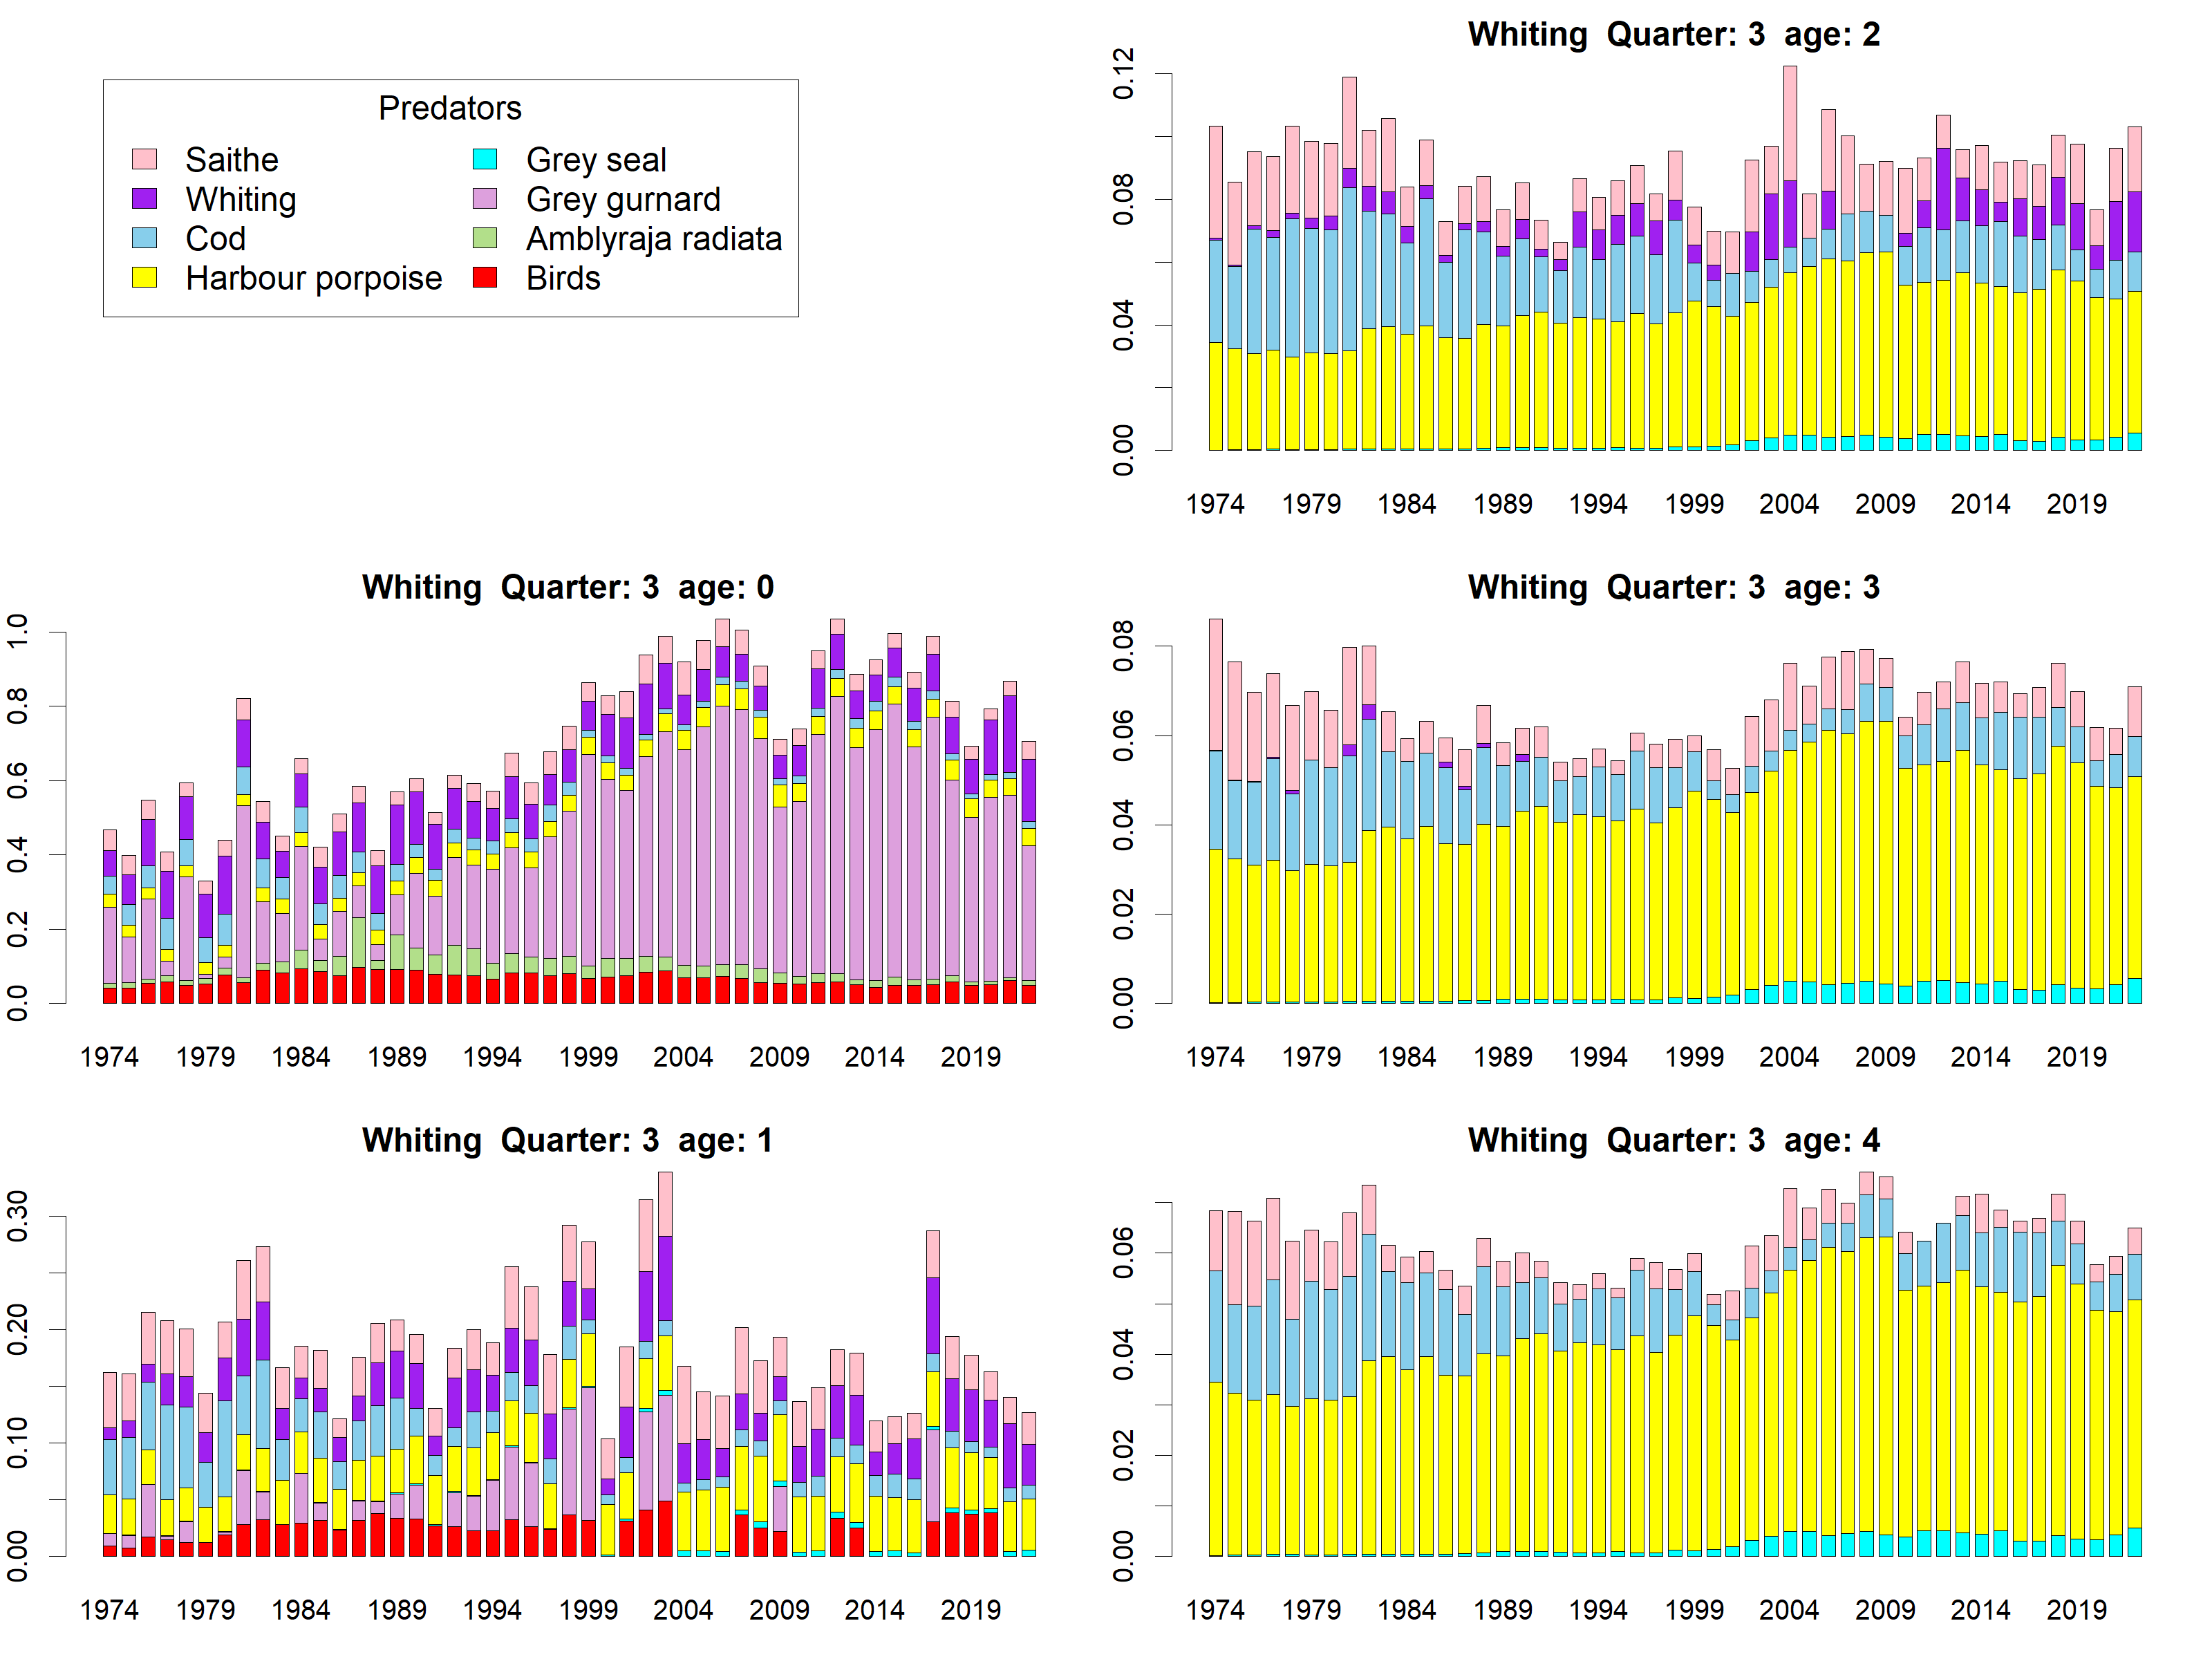 Predators
Saithe
Grey seal
Whiting
Grey gurnard
Cod
Amblyraja radiata
Harbour porpoise
Birds
Whiting Quarter: 3 age: 2
0.12
0.08
0.04
0.00
1974 1979 1984 1989 1994 1999 2004 2009 2014 2019
Whiting Quarter: 3 age: 0
1.0
0.8
0.6
0.4
0.2
0.0
1974 1979 1984 1989 1994 1999 2004 2009 2014 2019
Whiting Quarter: 3 age: 3
0.08
0.06
0.04
0.02
0.00
1974 1979 1984 1989 1994 1999 2004 2009 2014 2019
Whiting Quarter: 3 age: 1
0.30
0.20
0.10
0.00
1974 1979 1984 1989 1994 1999 2004 2009 2014 2019
Whiting Quarter: 3 age: 4
0.06
0.04
0.02
0.00
1974 1979 1984 1989 1994 1999 2004 2009 2014 2019